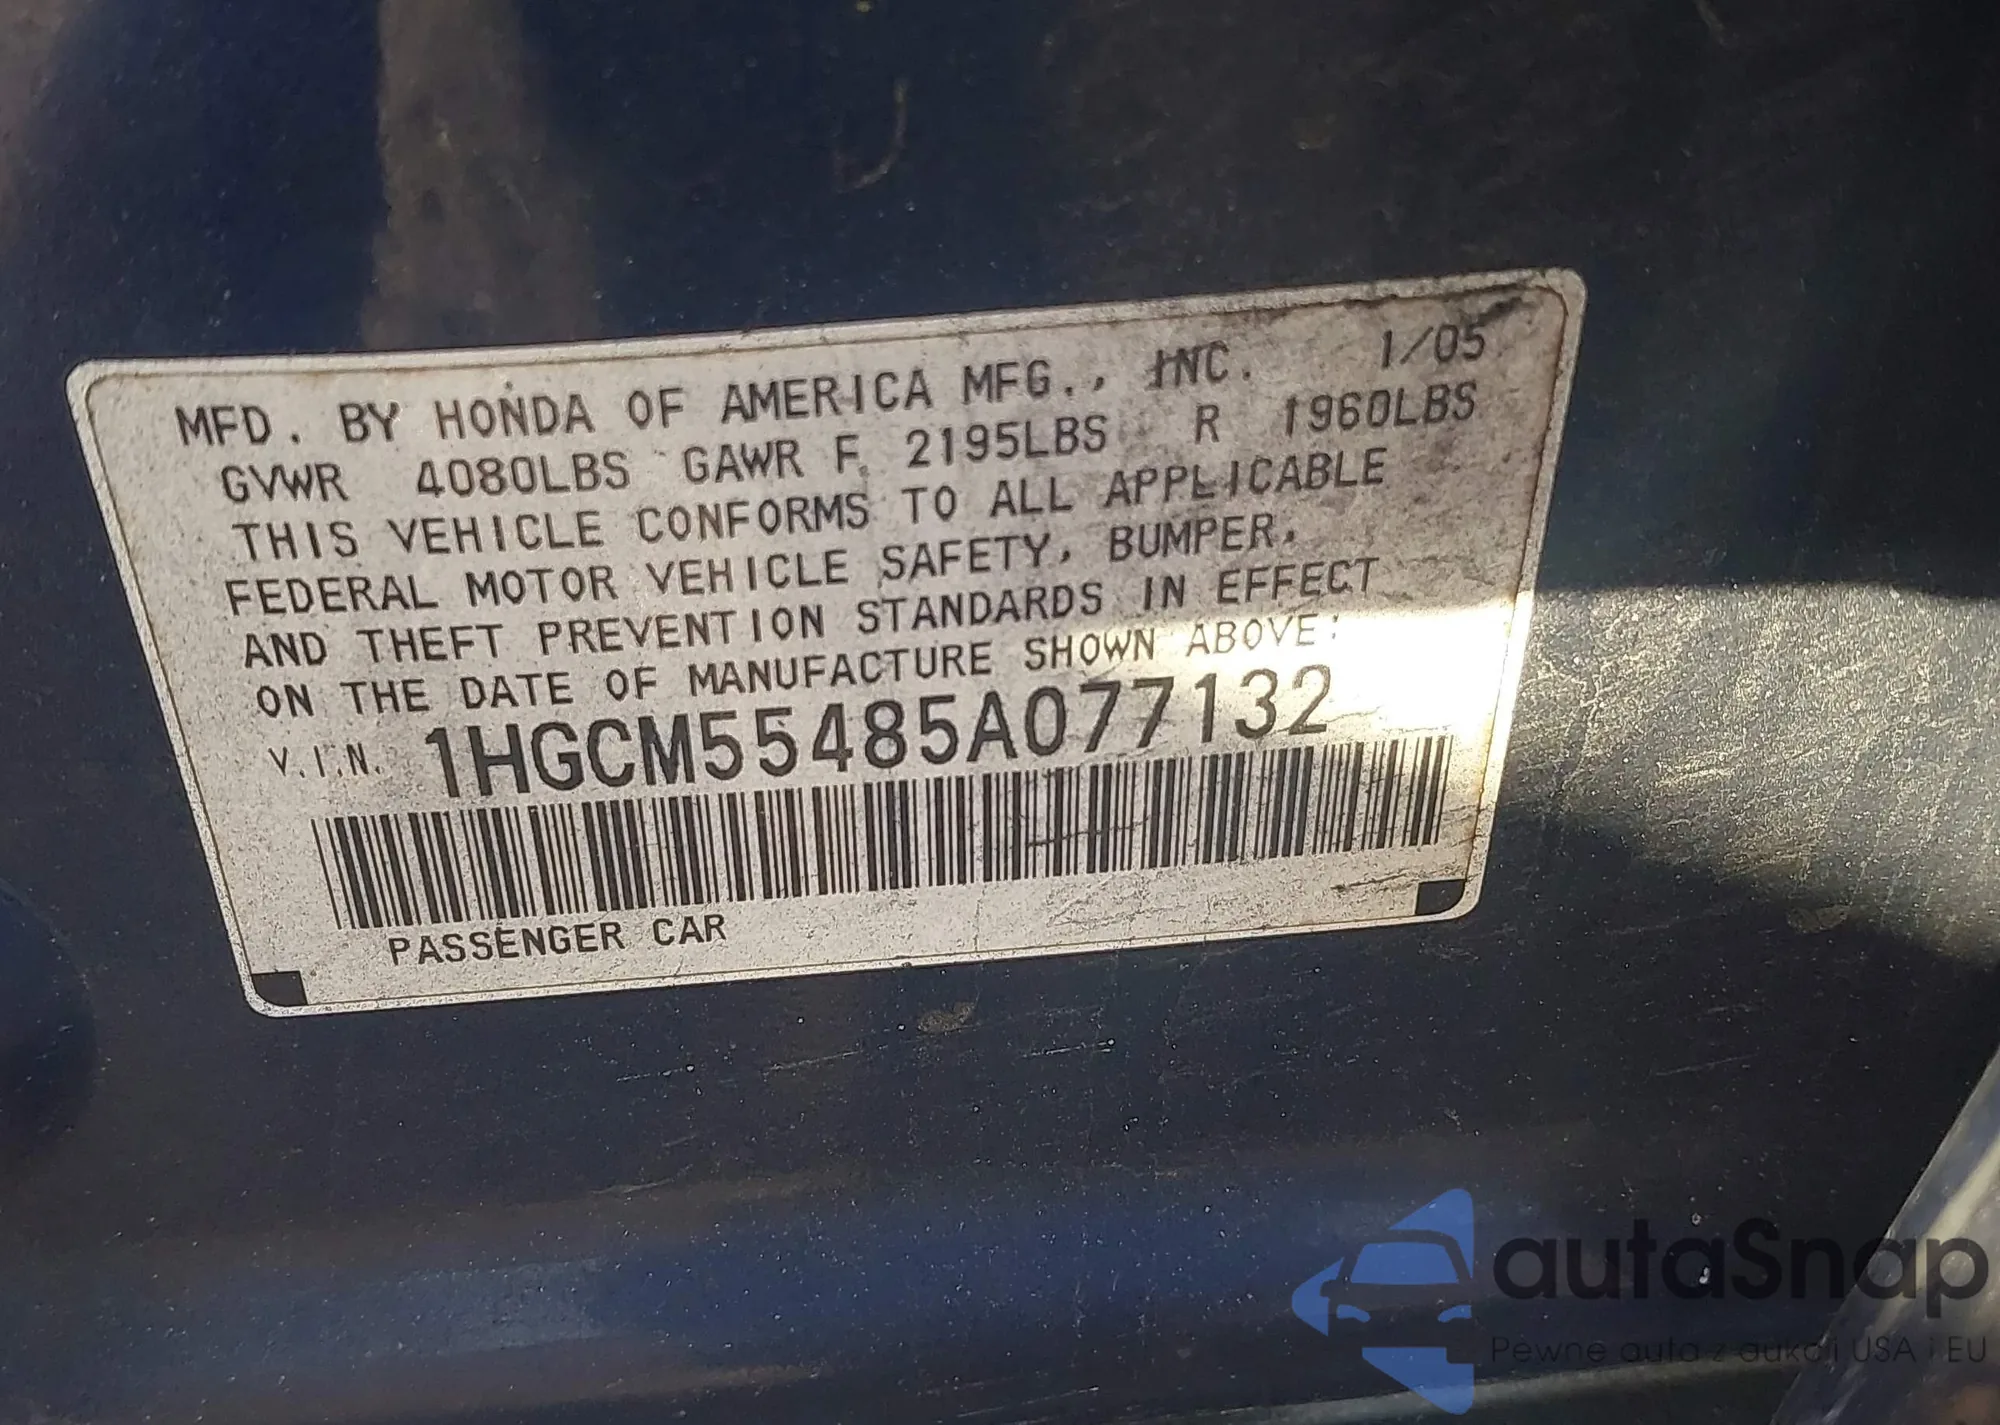 MFD. BY HONDA OF AMERICA MFG., INC. 1/05
GVWR 4080LBS GAWR F 2195LBS R 1960LBS
THIS VEHICLE CONFORMS TO ALL APPLICABLE
FEDERAL MOTOR VEHICLE SAFETY, BUMPER,
AND THEFT PREVENTION STANDARDS IN EFFECT
ON THE DATE OF MANUFACTURE SHOWN ABOVE:
V.I.N. 1HGCM55485A077132
PASSENGER CAR
autaSnap
Pewne auta z aukcji USA i EU